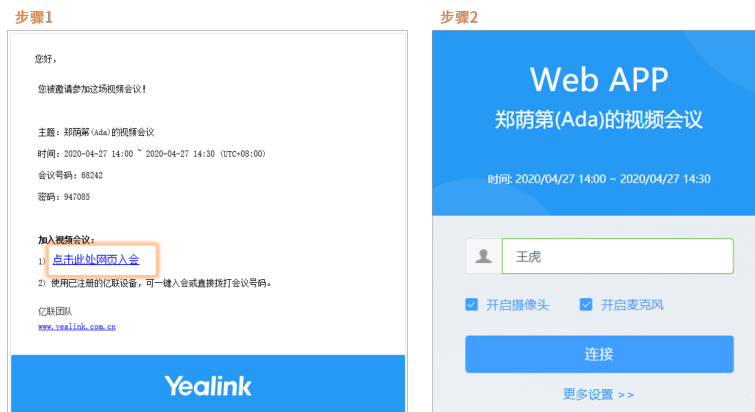 步骤1
您好，
您被邀请参加这场视频会议！
主题：郑荫第(Ada)的视频会议
时间：2020-04-27 14:00 ~ 2020-04-27 14:30 (UTC+08:00)
会议号码：68242
密码：947085
加入视频会议：
1) 点击此处网页入会
2) 使用已注册的亿联设备，可一键入会或直接拨打会议号码。
亿联团队
www.yealink.com.cn
Yealink
步骤2
Web APP
郑荫第(Ada)的视频会议
时间: 2020/04/27 14:00 ~ 2020/04/27 14:30
王虎
开启摄像头 开启麦克风
连接
更多设置 >>